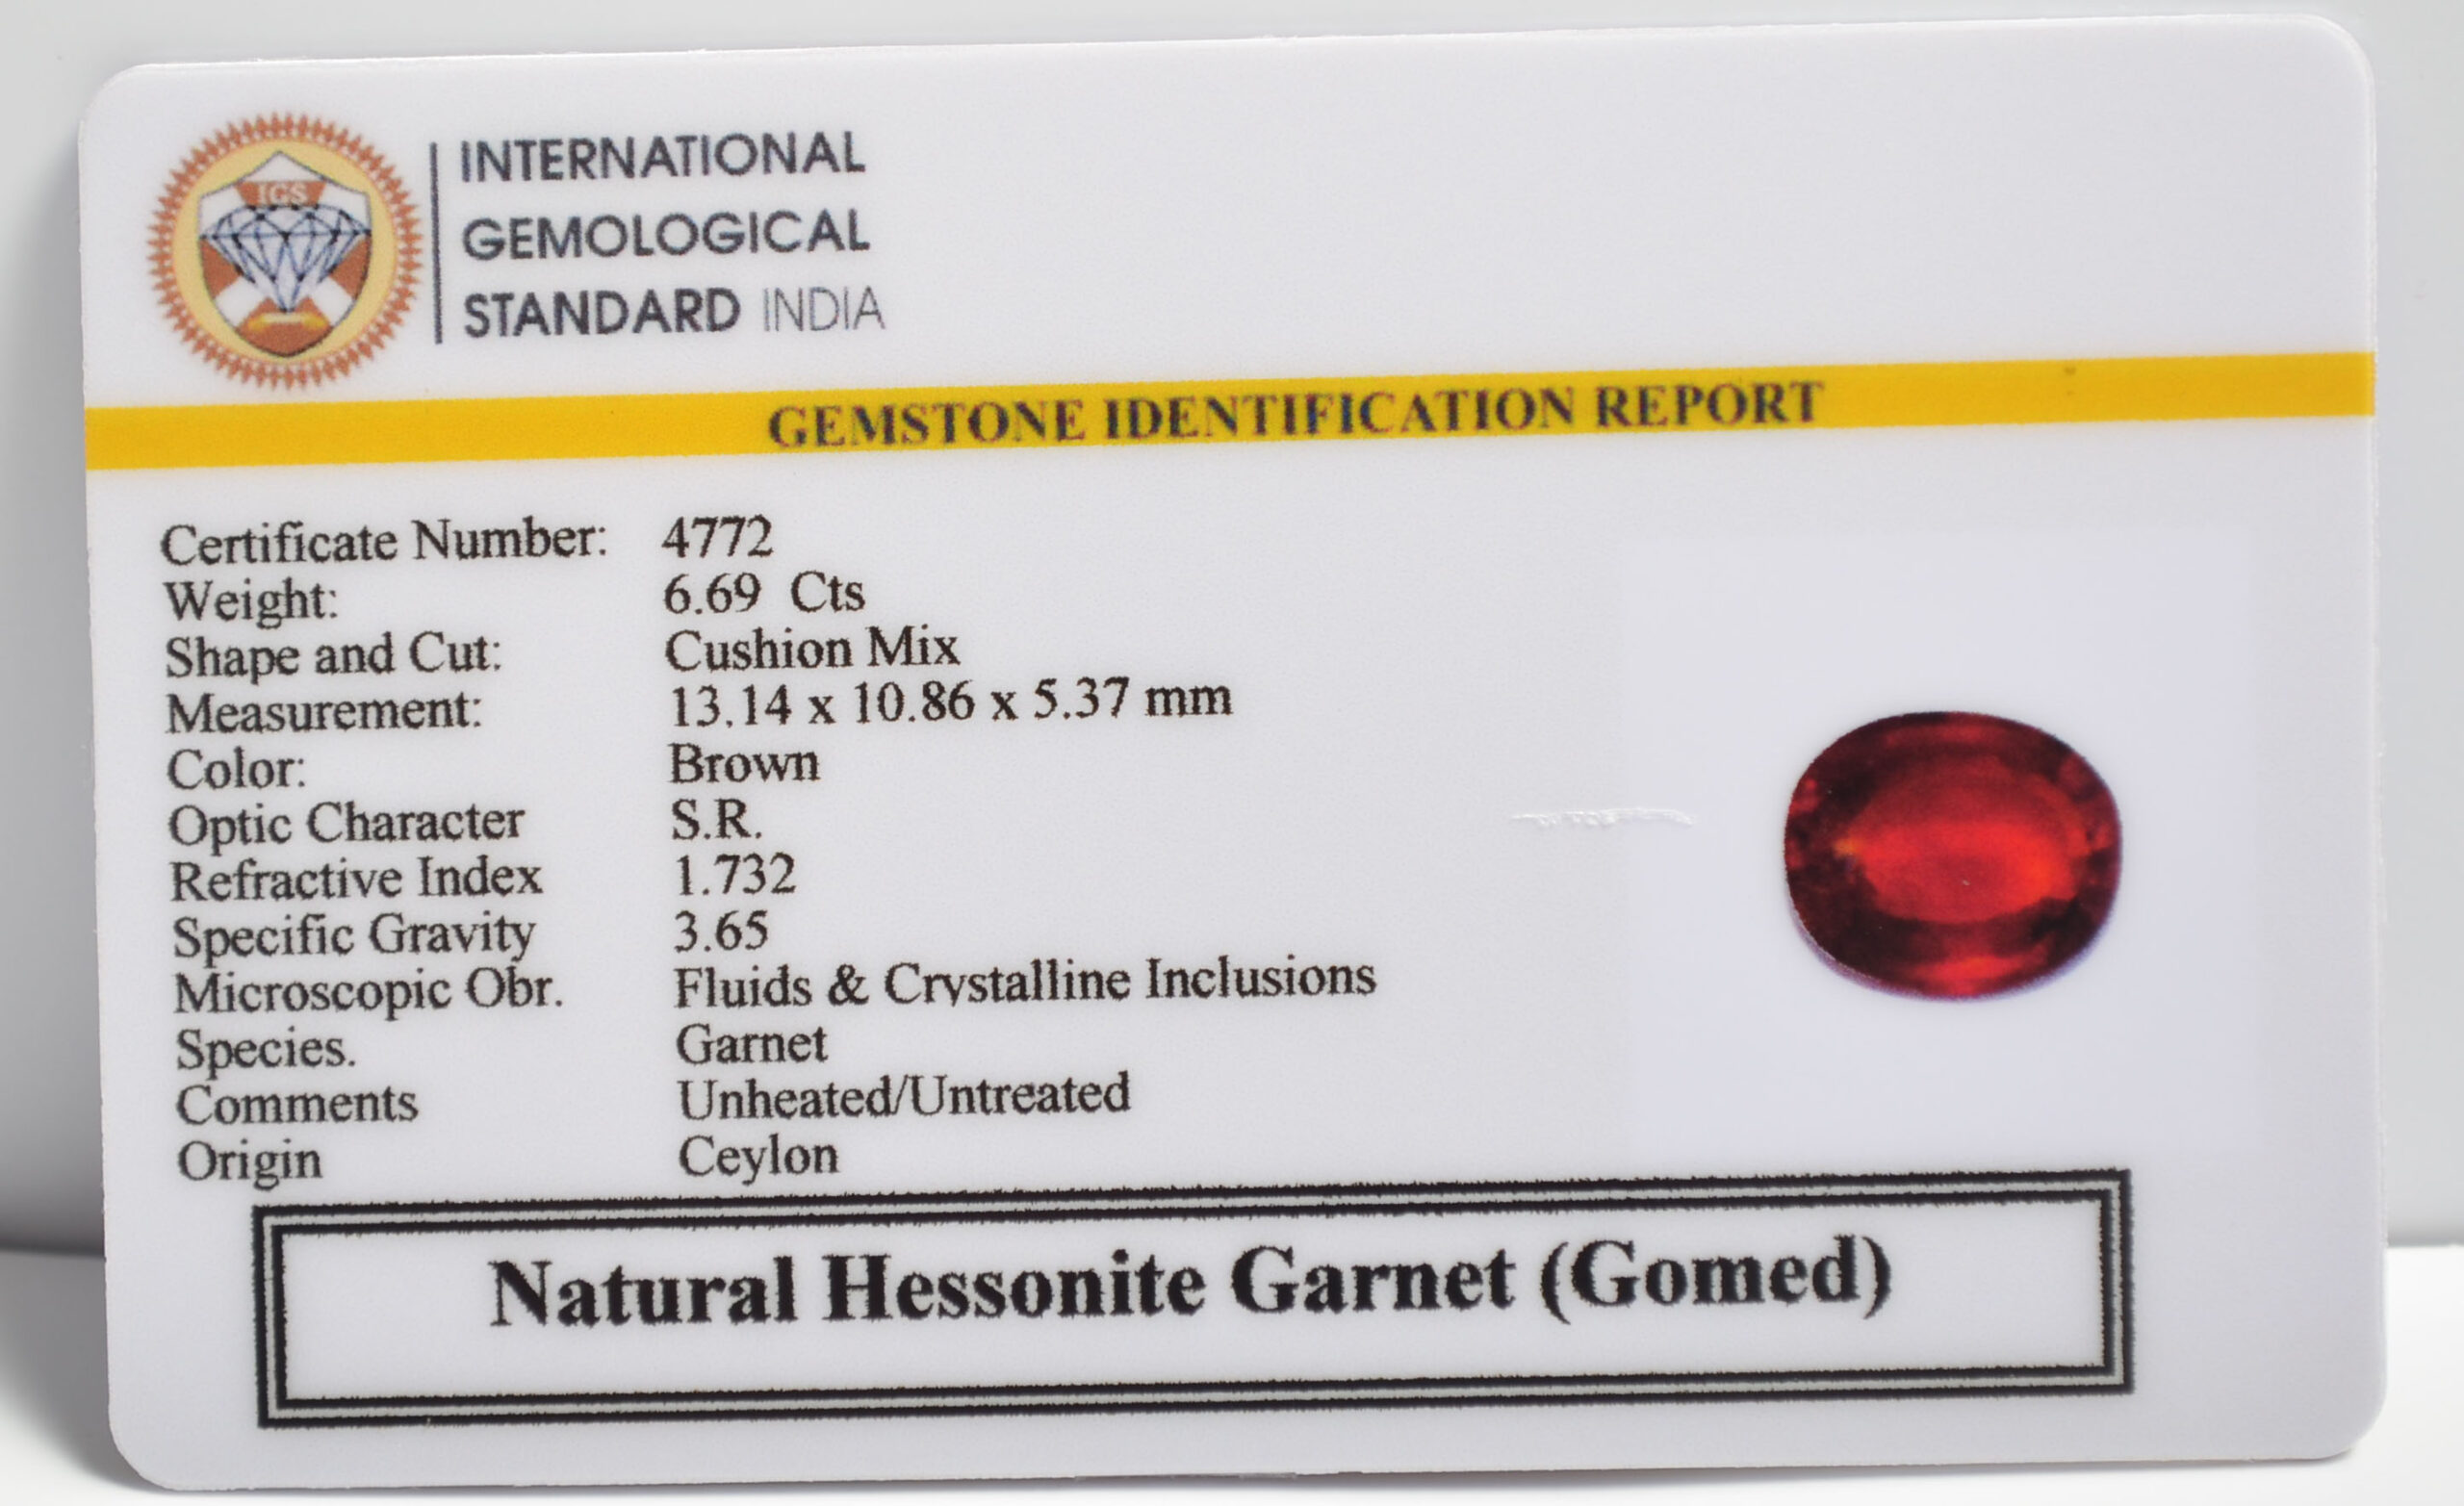 IGS
INTERNATIONAL
GEMOLOGICAL
STANDARD INDIA
GEMSTONE IDENTIFICATION REPORT
Certificate Number: 4772
Weight: 6.69 Cts
Shape and Cut: Cushion Mix
Measurement: 13.14 x 10.86 x 5.37 mm
Color: Brown
Optic Character S.R.
Refractive Index 1.732
Specific Gravity 3.65
Microscopic Obr. Fluids & Crystalline Inclusions
Species. Garnet
Comments Unheated/Untreated
Origin Ceylon
Natural Hessonite Garnet (Gomed)